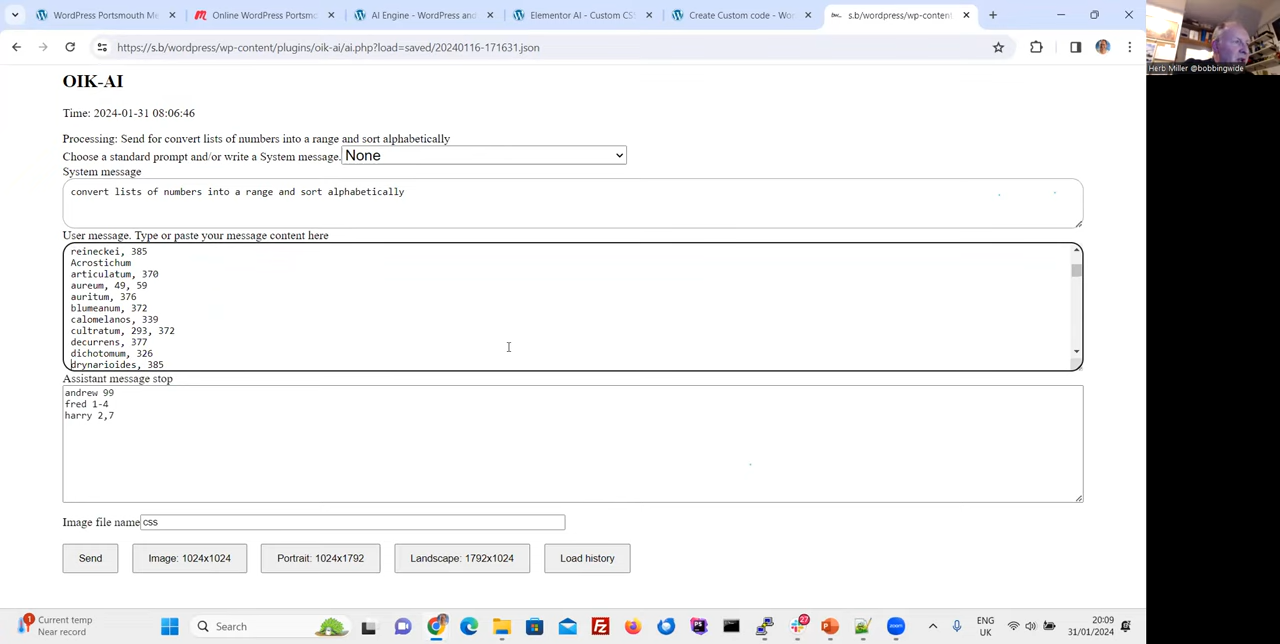 WordPress Portsmouth Me
Online WordPress Portsmo
AI Engine - WordPress and
Elementor AI - Custom CSS
Create Custom code - Wor
s.b/wordpress/wp-content
https://s.b/wordpress/wp-content/plugins/oik-ai/ai.php?load=saved/
Herb Miller @bobbingwide
OIK-AI
Time: 2024-01-31 08:06:46
Processing: Send for convert lists of numbers into a range and sort alphabetically
Choose a standard prompt and/or write a System message. None
System message
convert lists of numbers into a range and sort alphabetically
User message. Type or paste your message content here
reineckei, 385
Acrostichum
articulatum, 370
aureum, 49, 59
auritum, 376
blumeanum, 372
calomelanos, 339
cultratum, 293, 372
decurrens, 377
dichotomum, 326
drynarioides, 385
Assistant message stop
andrew 99
fred 1-4
harry 2,7
Image file name css
Send
Image: 1024x1024
Portrait: 1024x1792
Landscape: 1792x1024
Load history
1
Current temp
Near record
Search
27
zoom
ENG
UK
20:09
31/01/2024